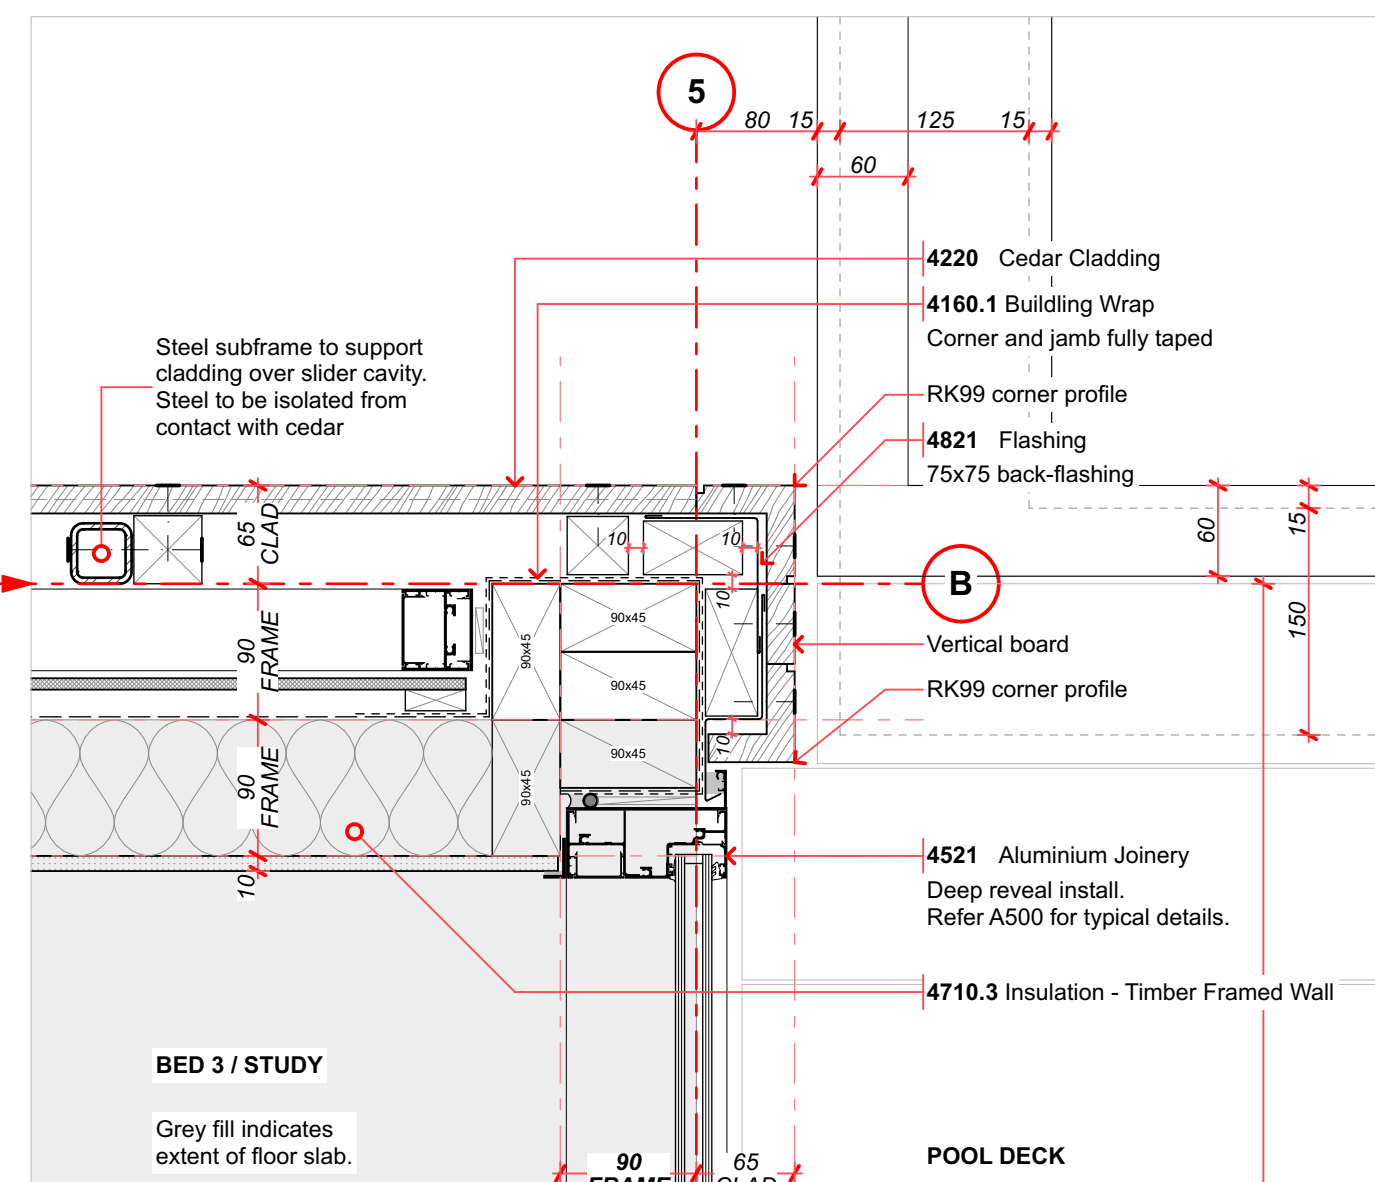 5
80 15 125 15
60
4220 Cedar Cladding
4160.1 Buildling Wrap
Corner and jamb fully taped
Steel subframe to support
cladding over slider cavity.
Steel to be isolated from
contact with cedar
RK99 corner profile
4821 Flashing
75x75 back-flashing
65
CLAD
10
10
60
15
B
10
90
FRAME
90x45
90x45
90x45
150
Vertical board
RK99 corner profile
90
FRAME
90x45
90x45
10
10
4521 Aluminium Joinery
Deep reveal install.
Refer A500 for typical details.
4710.3 Insulation - Timber Framed Wall
BED 3 / STUDY
Grey fill indicates
extent of floor slab.
POOL DECK
90 65
FRAME CLAD